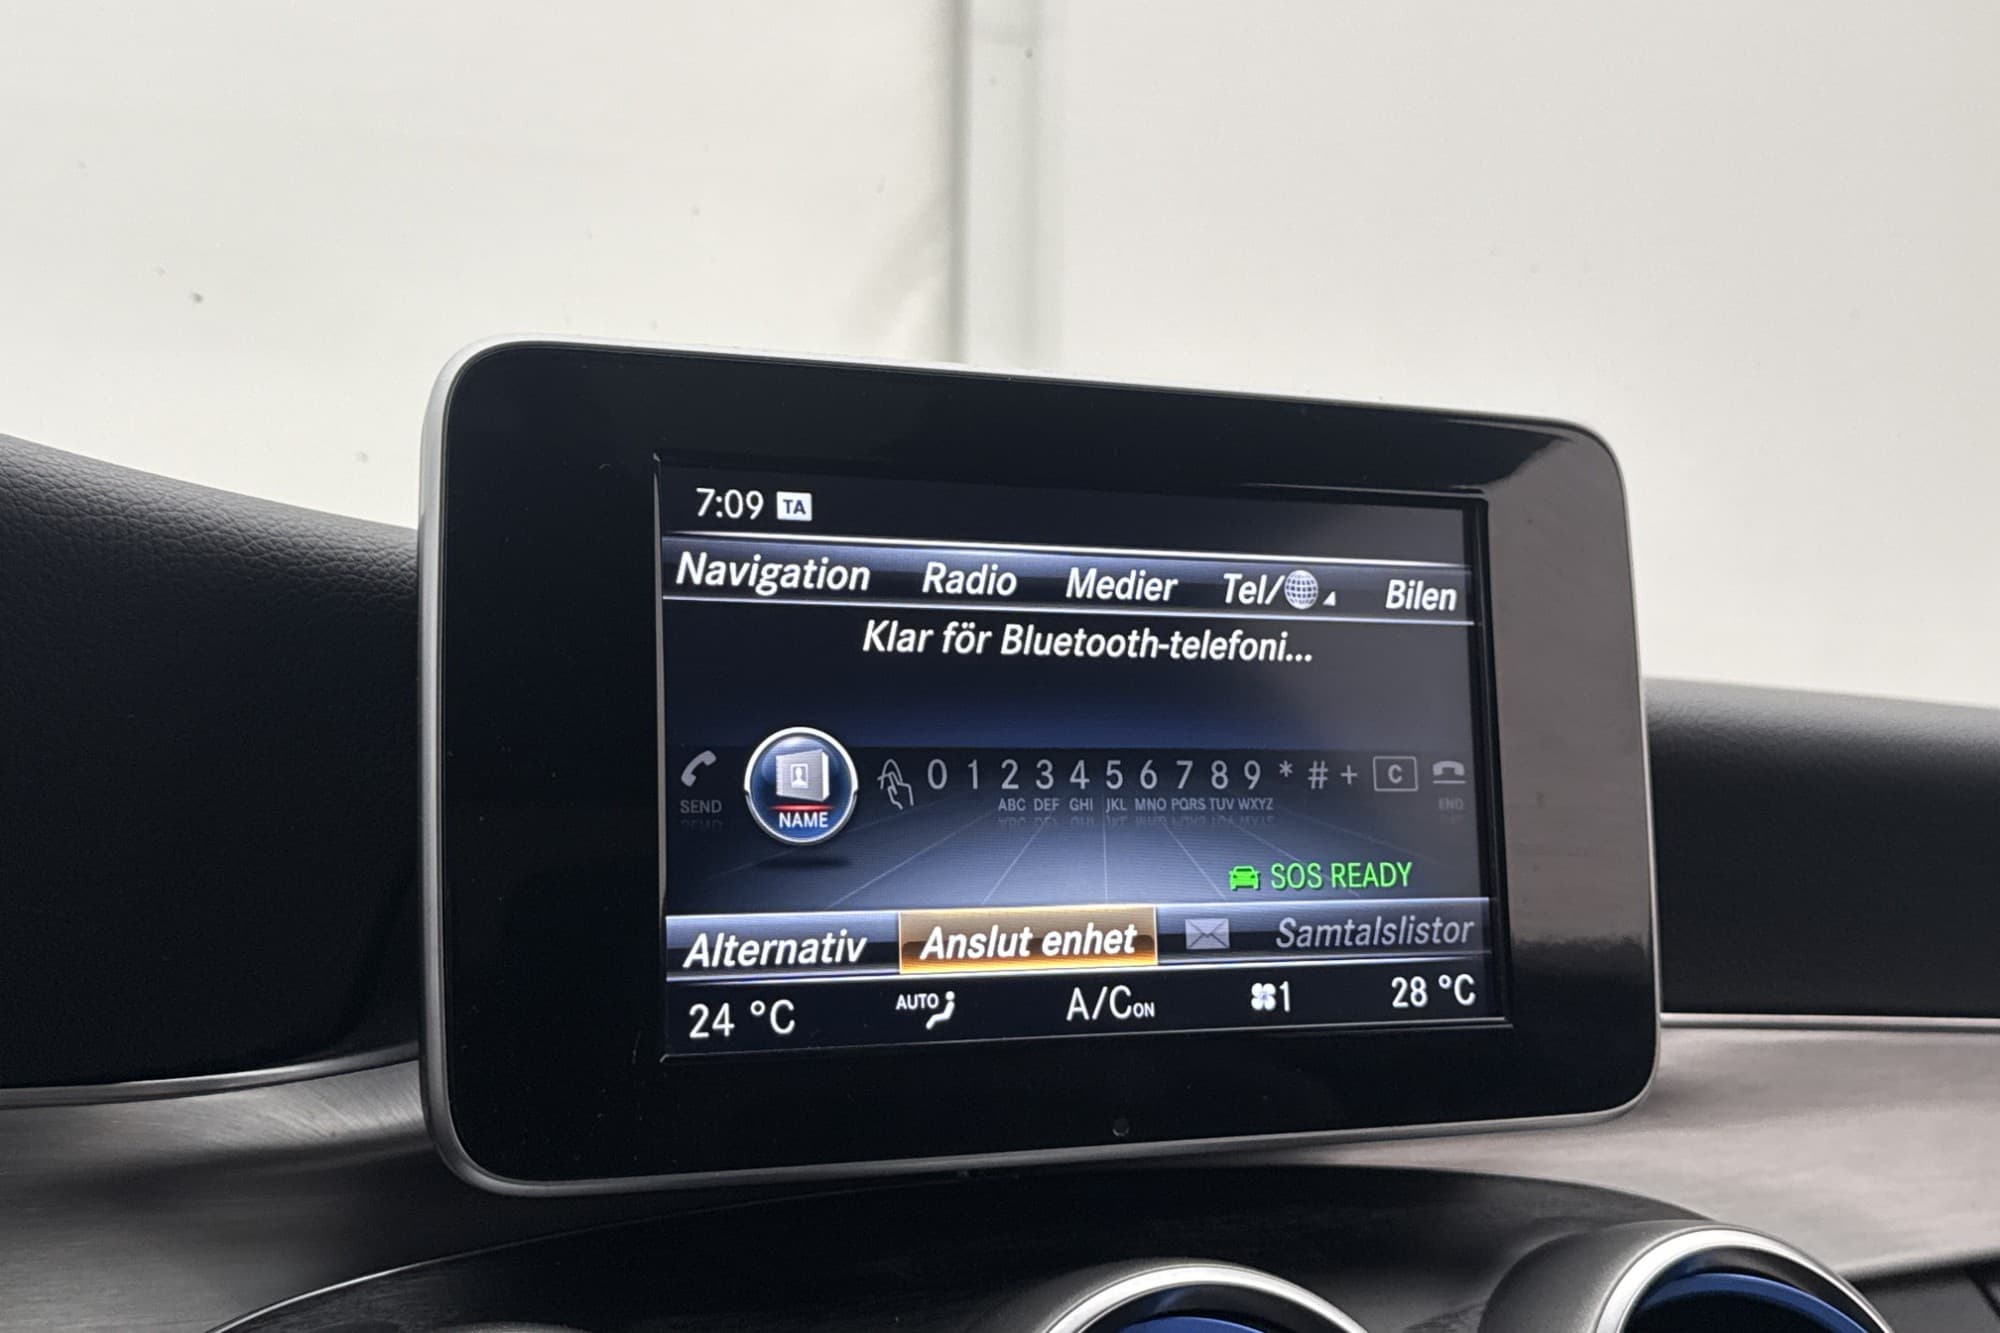 7:09 TA
Navigation Radio Medier Tel/ Bilen
Klar för Bluetooth-telefoni...
0 1 2 3 4 5 6 7 8 9 * # + C
SEND NAME ABC DEF GHI JKL MNO PQRS TUV WXYZ END
SOS READY
Alternativ Anslut enhet Samtalslistor
24 °C AUTO A/C ON 1 28 °C